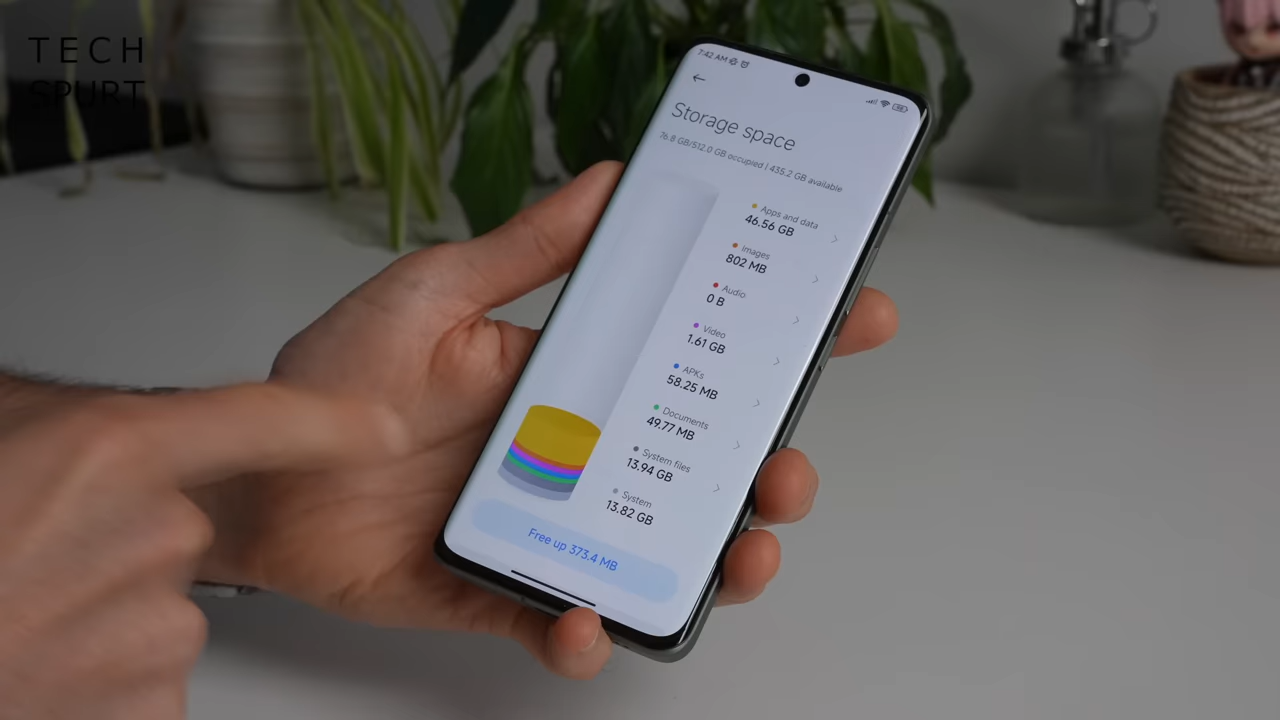 TECH
SPURT
7:42 AM
Storage space
76.8 GB/512.0 GB occupied | 435.2 GB available
Apps and data
46.56 GB
Images
802 MB
Audio
0 B
Video
1.61 GB
APKs
58.25 MB
Documents
49.77 MB
System files
13.94 GB
System
13.82 GB
Free up 373.4 MB